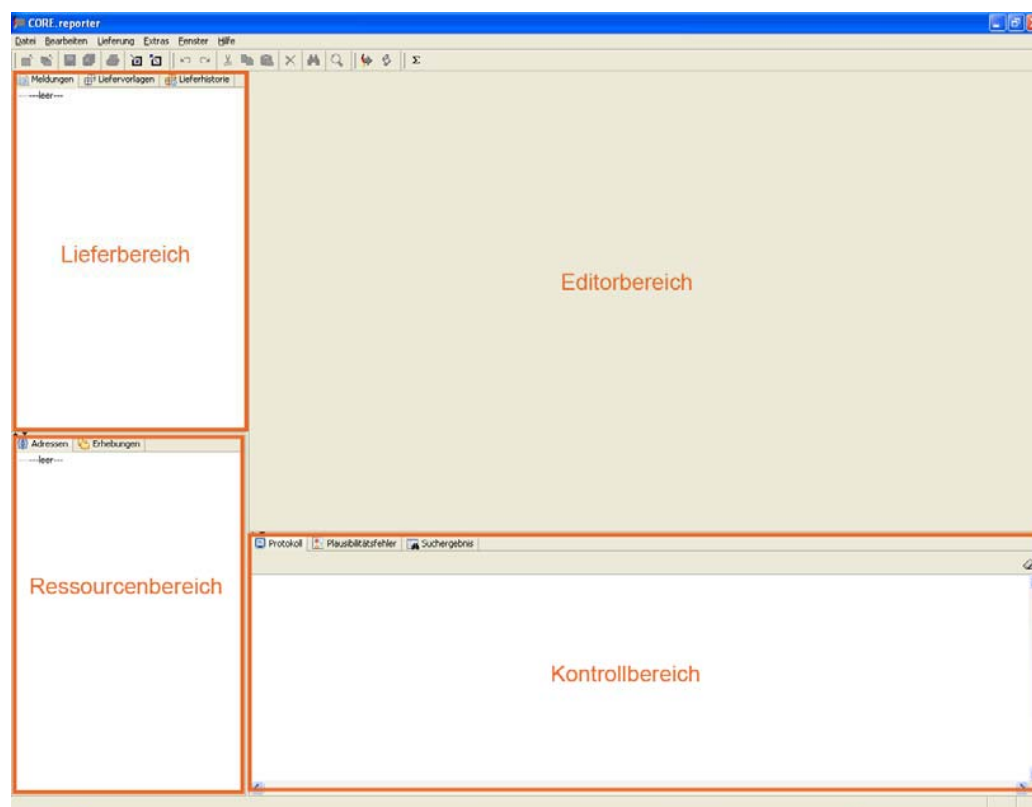 CORE.reporter
Datei Bearbeiten Lieferung Extras Fenster Hilfe
Σ
Meldungen Liefervorlagen Lieferhistorie
---leer---
Lieferbereich
Editorbereich
Adressen Erhebungen
---leer---
Ressourcenbereich
Protokoll Plausibilitätsfehler Suchergebnis
Kontrollbereich